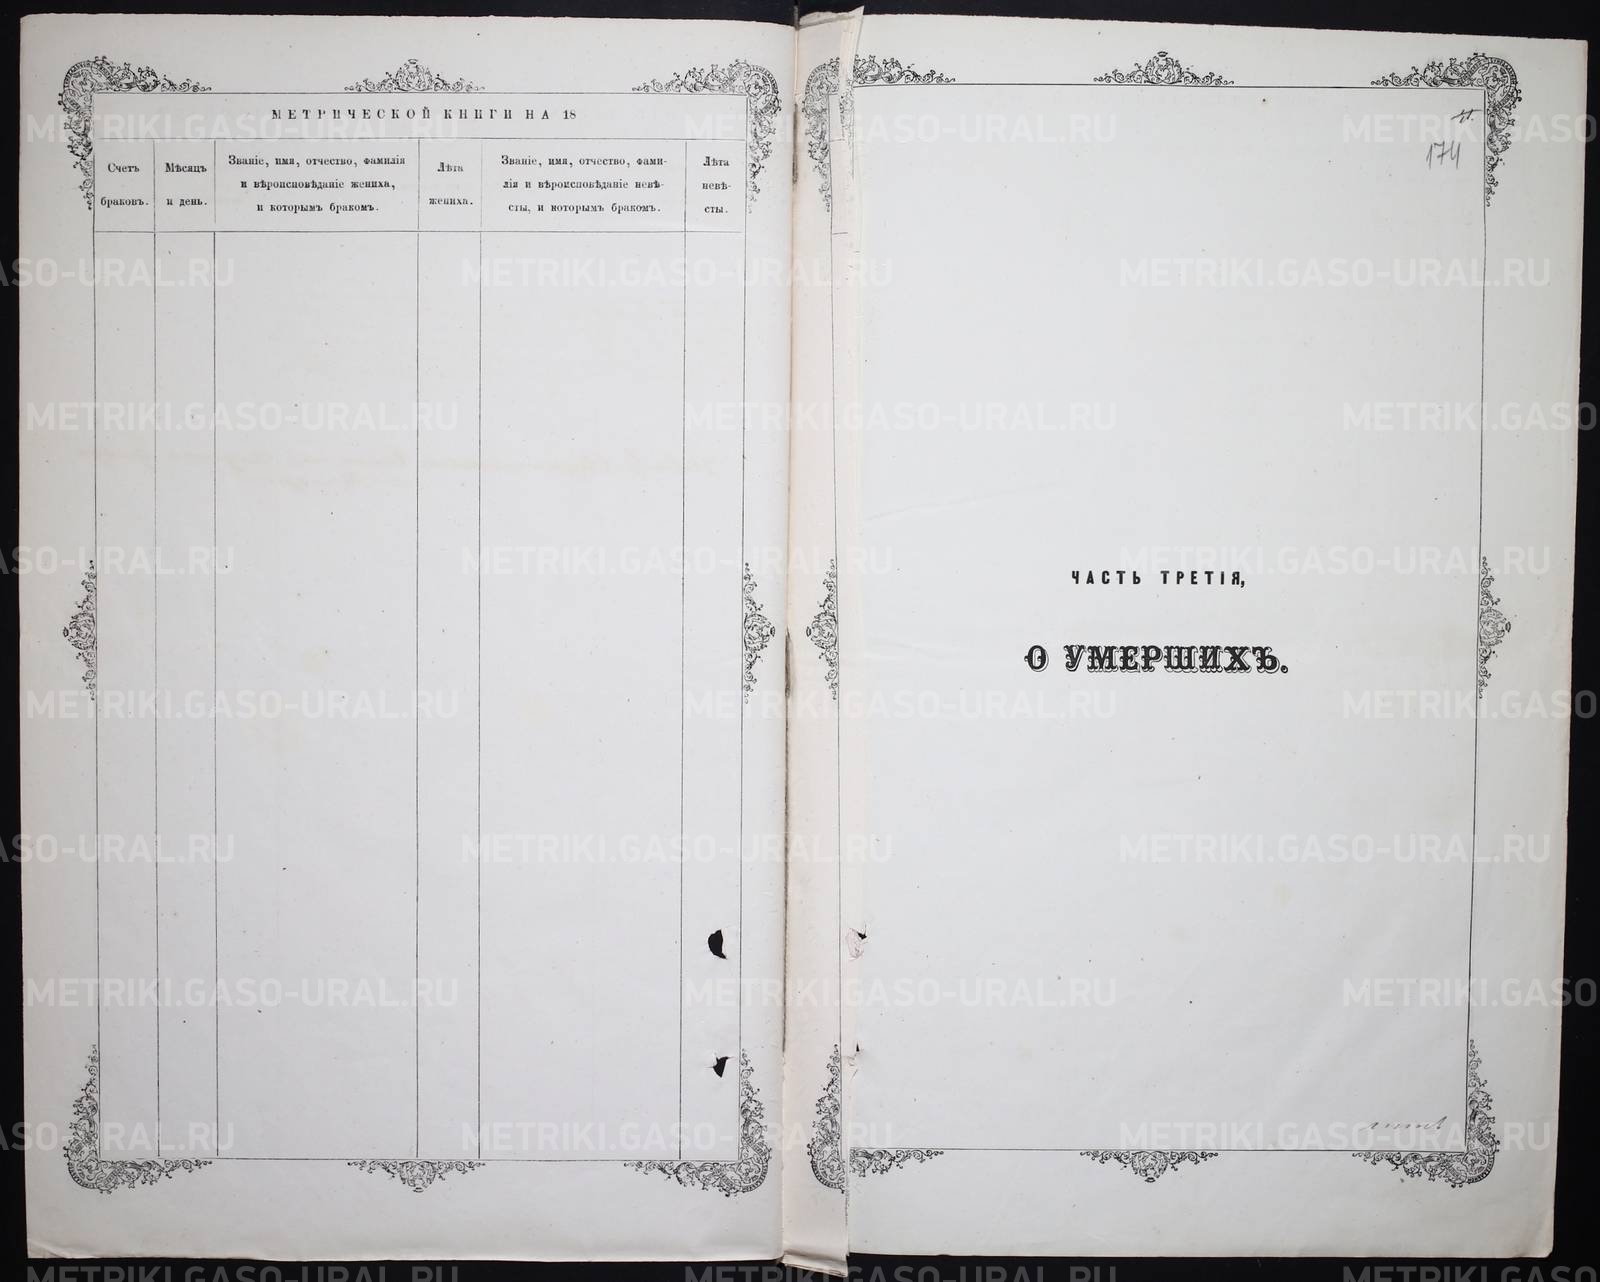 МЕТРИЧЕСКОЙ КНИГИ НА 18
Счетъ
браковъ.
Мѣсяцъ
и день.
Званіе, имя, отчество, фамилія
и вѣроисповѣданіе жениха,
и которымъ бракомъ.
Лѣта
жениха.
Званіе, имя, отчество, фами-
лія и вѣроисповѣданіе невѣ-
сты, и которымъ бракомъ.
Лѣта
невѣ-
сты.
174
ЧАСТЬ ТРЕТІЯ,
О УМЕРШИХЪ.
METRIKI.GASO-URAL.RU